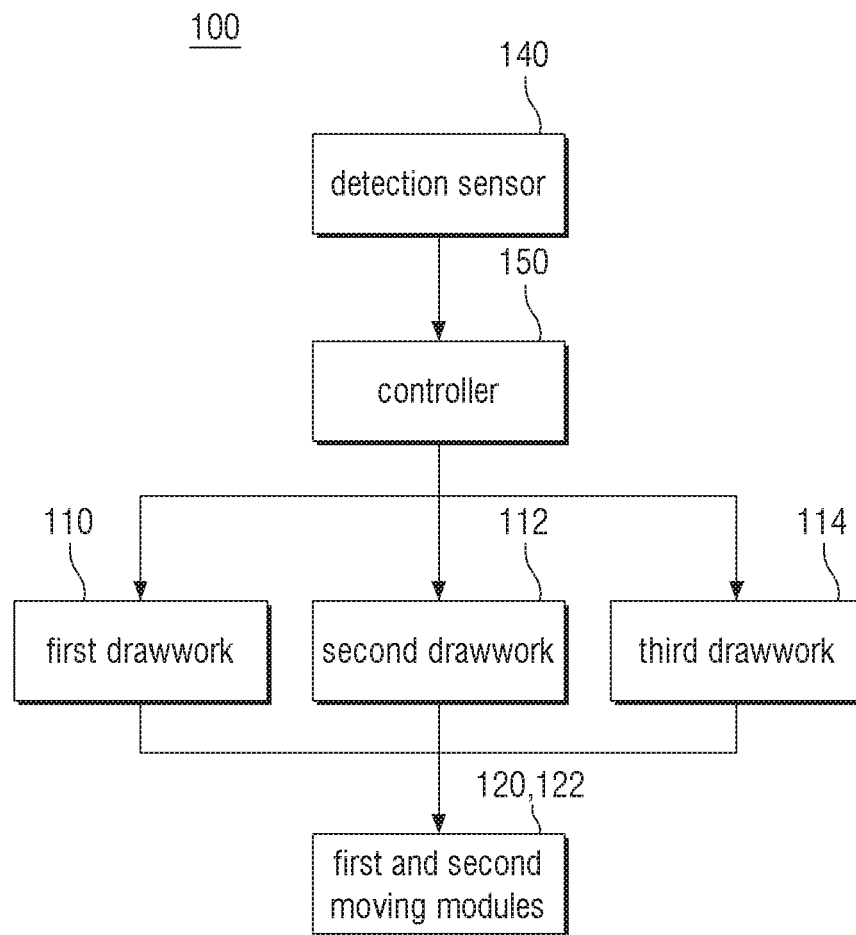 100
140
detection sensor
150
controller
110
112
114
first drawwork
second drawwork
third drawwork
120,122
first and second
moving modules